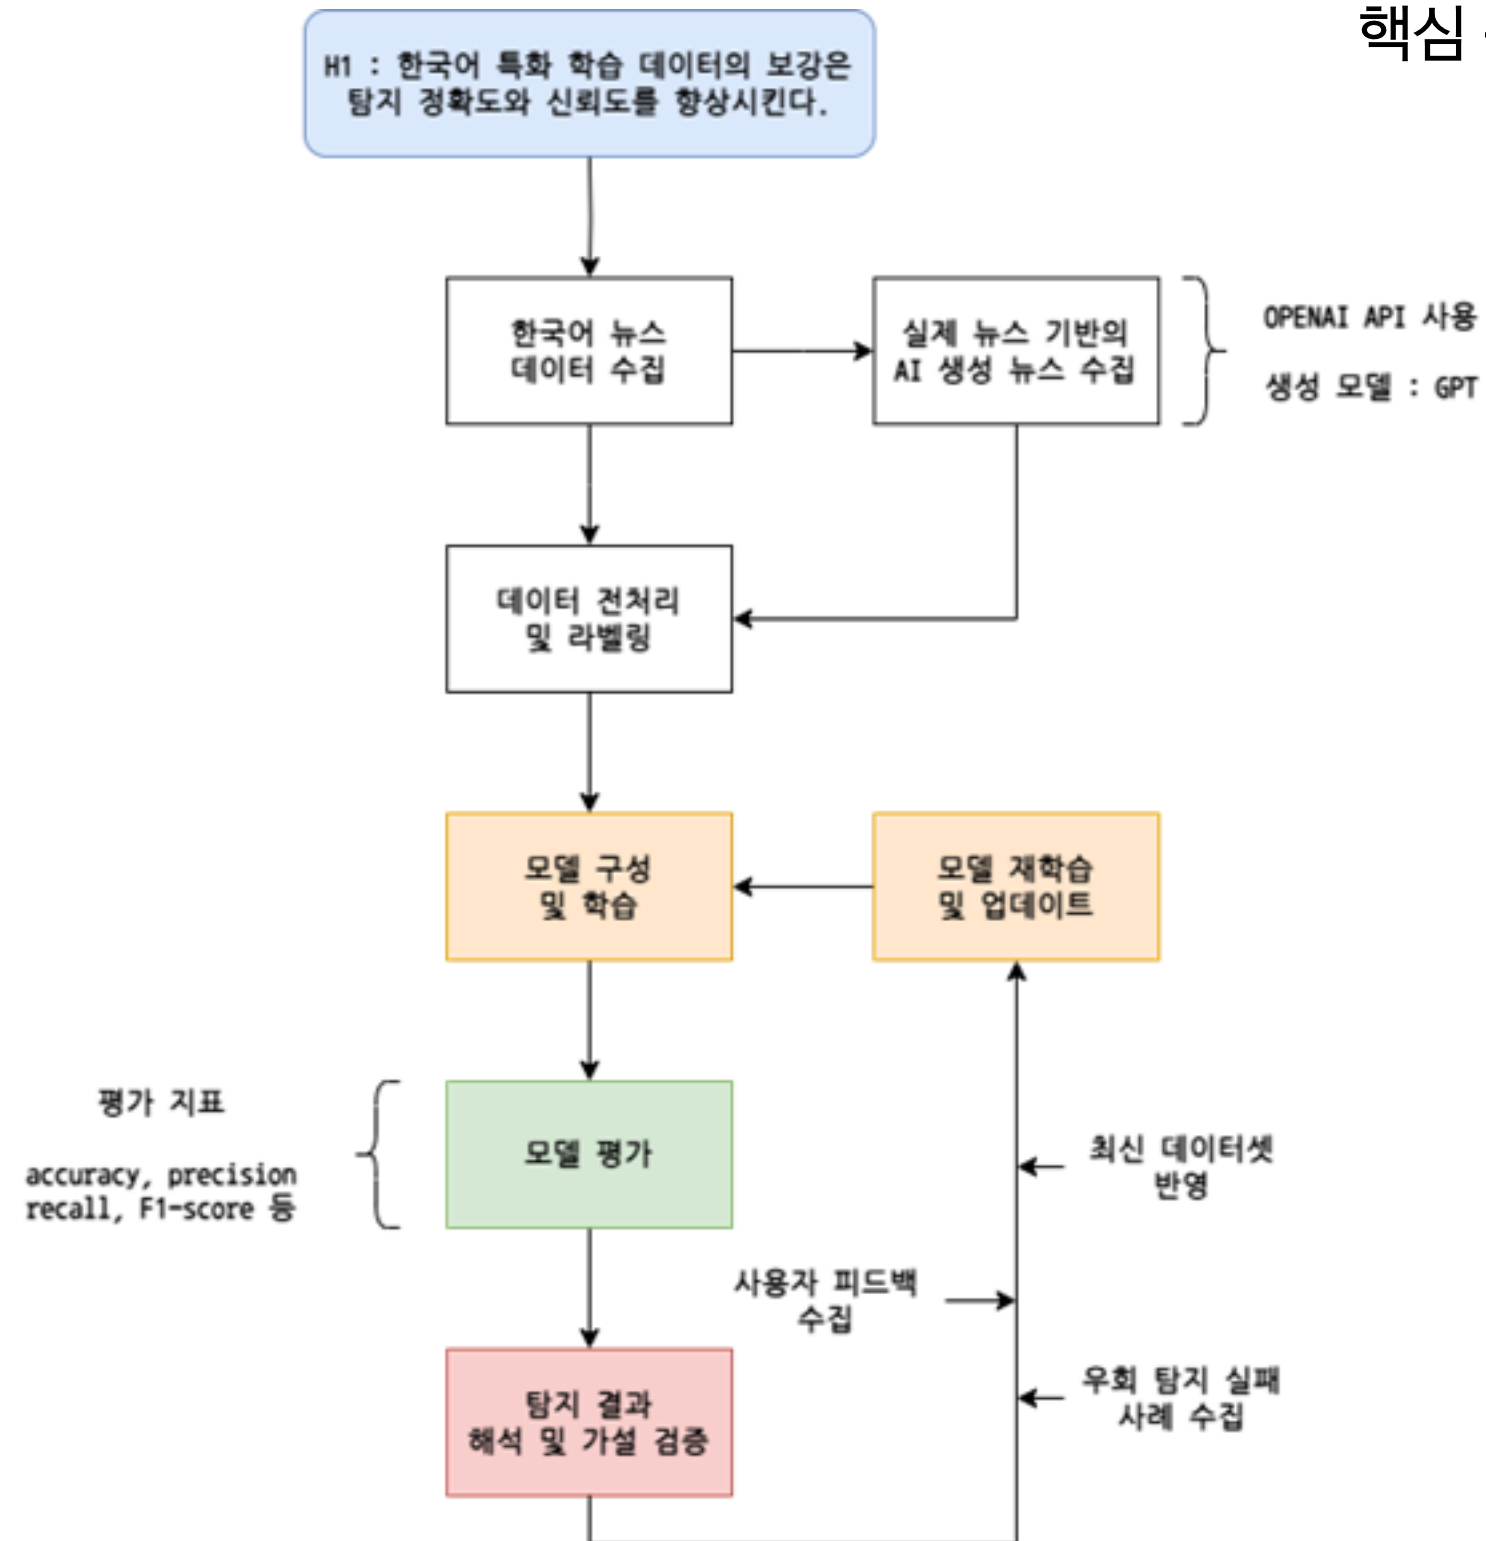 핵심
H1 : 한국어 특화 학습 데이터의 보강은
탐지 정확도와 신뢰도를 향상시킨다.
한국어 뉴스
데이터 수집
실제 뉴스 기반의
AI 생성 뉴스 수집
OPENAI API 사용
생성 모델 : GPT
데이터 전처리
및 라벨링
모델 구성
및 학습
모델 재학습
및 업데이트
평가 지표
accuracy, precision
recall, F1-score 등
모델 평가
최신 데이터셋
반영
사용자 피드백
수집
우회 탐지 실패
사례 수집
탐지 결과
해석 및 가설 검증